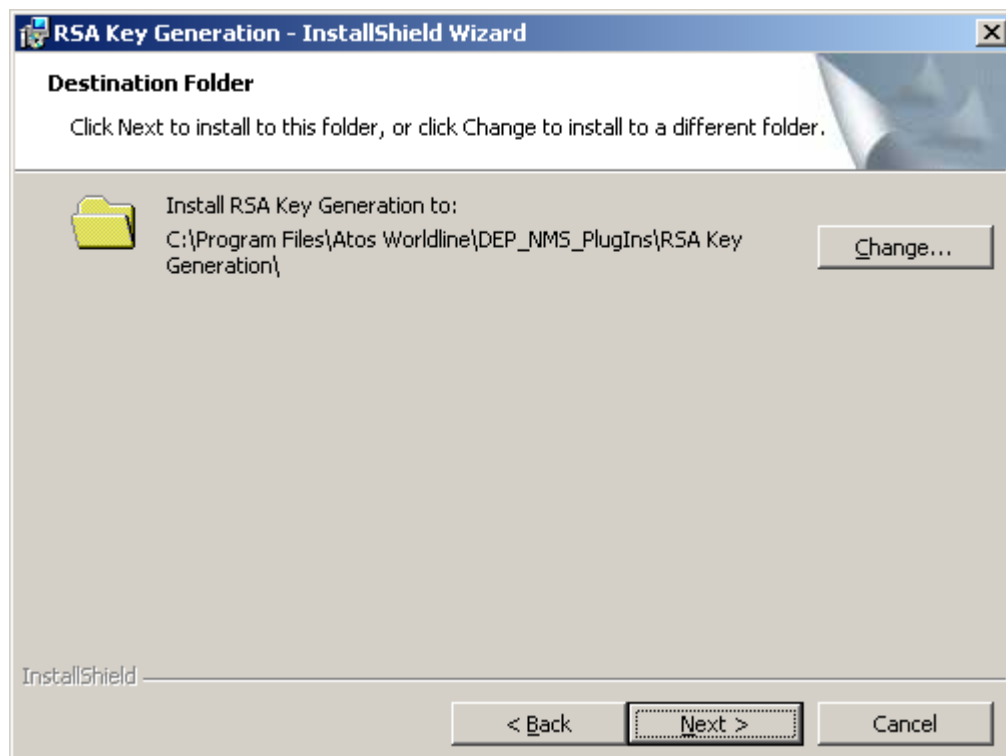 RSA Key Generation - InstallShield Wizard
Destination Folder
Click Next to install to this folder, or click Change to install to a different folder.
Install RSA Key Generation to:
C:\Program Files\Atos Worldline\DEP_NMS_PlugIns\RSA Key
Generation\
Change...
InstallShield
< Back
Next >
Cancel